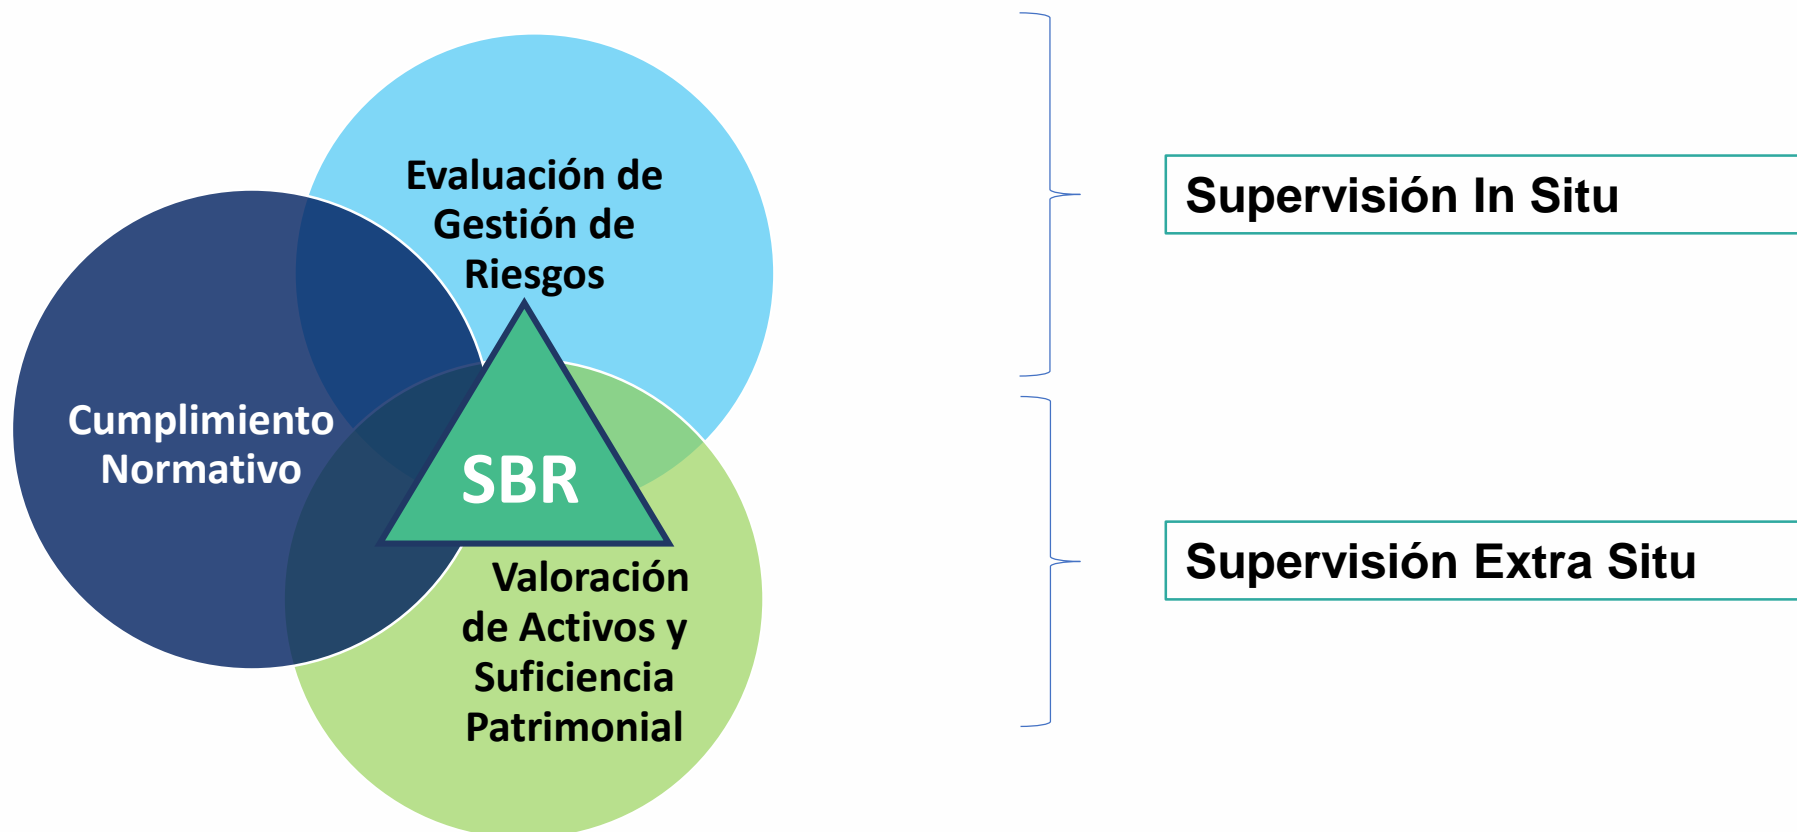 Evaluación de
Gestión de
Riesgos
Cumplimiento
Normativo
SBR
Valoración
de Activos y
Suficiencia
Patrimonial
Supervisión In Situ
Supervisión Extra Situ